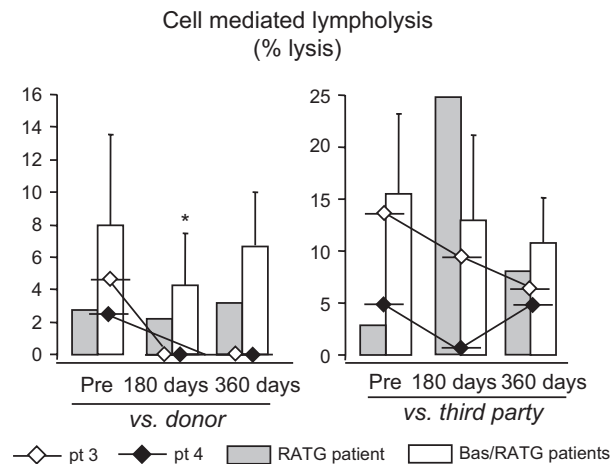 Cell mediated lympholysis
(% lysis)
16
14
12
10
8
6
4
2
0
*
Pre 180 days 360 days
vs. donor
25
20
15
10
5
0
Pre 180 days 360 days
vs. third party
pt 3 pt 4 RATG patient Bas/RATG patients